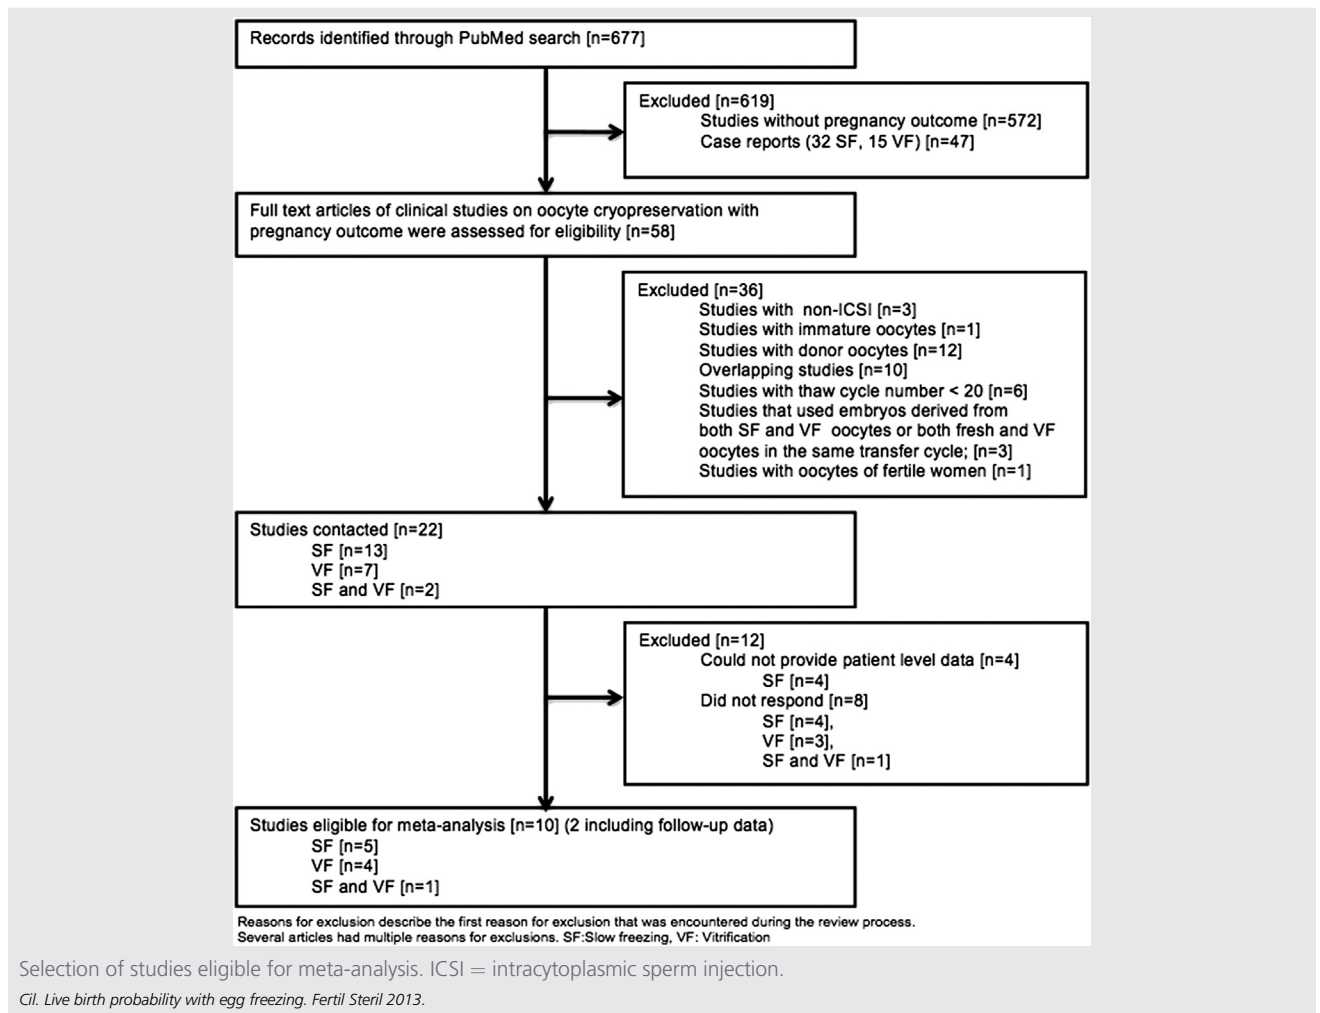 Records identified through PubMed search [n=677]
Excluded [n=619]
Studies without pregnancy outcome [n=572]
Case reports (32 SF, 15 VF) [n=47]
Full text articles of clinical studies on oocyte cryopreservation with
pregnancy outcome were assessed for eligibility [n=58]
Excluded [n=36]
Studies with non-ICSI [n=3]
Studies with immature oocytes [n=1]
Studies with donor oocytes [n=12]
Overlapping studies [n=10]
Studies with thaw cycle number < 20 [n=6]
Studies that used embryos derived from
both SF and VF oocytes or both fresh and VF
oocytes in the same transfer cycle; [n=3]
Studies with oocytes of fertile women [n=1]
Studies contacted [n=22]
SF [n=13]
VF [n=7]
SF and VF [n=2]
Excluded [n=12]
Could not provide patient level data [n=4]
SF [n=4]
Did not respond [n=8]
SF [n=4],
VF [n=3],
SF and VF [n=1]
Studies eligible for meta-analysis [n=10] (2 including follow-up data)
SF [n=5]
VF [n=4]
SF and VF [n=1]
Reasons for exclusion describe the first reason for exclusion that was encountered during the review process.
Several articles had multiple reasons for exclusions. SF:Slow freezing, VF: Vitrification
Selection of studies eligible for meta-analysis. ICSI = intracytoplasmic sperm injection.
Cil. Live birth probability with egg freezing. Fertil Steril 2013.